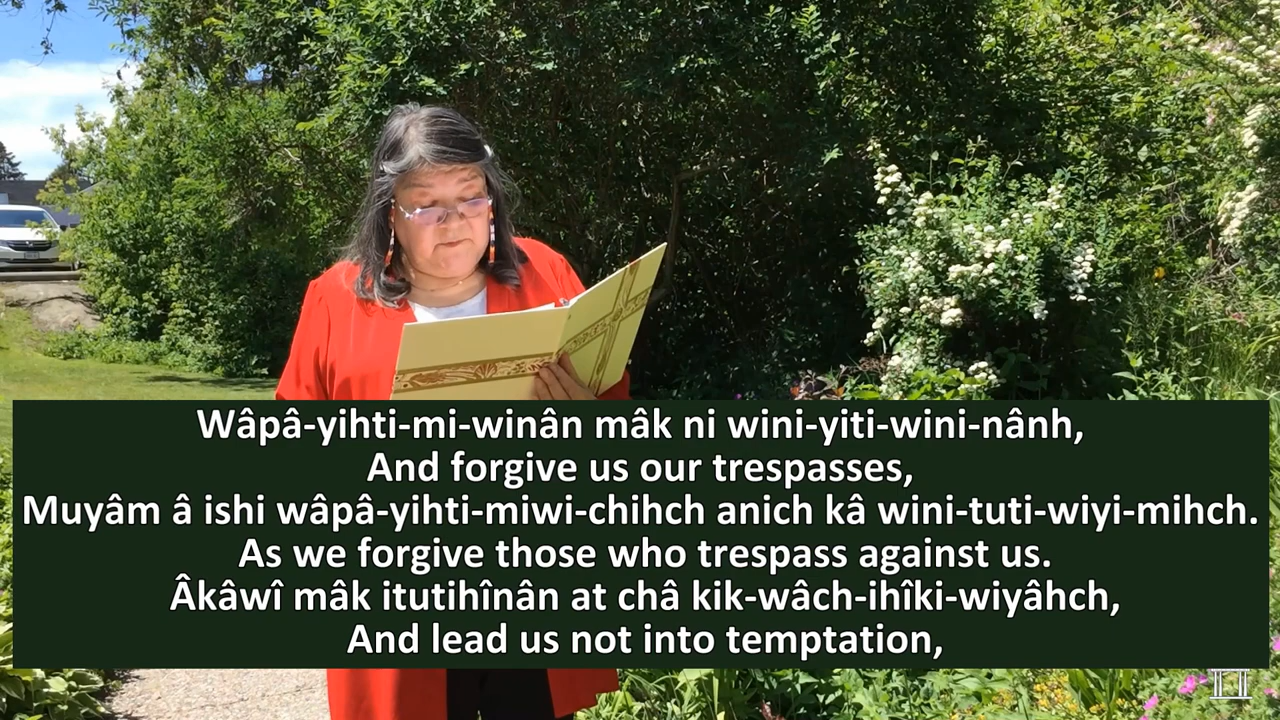 Wâpâ-yihti-mi-winân mâk ni wini-yiti-wini-nânh,
And forgive us our trespasses,
Muyâm â ishi wâpâ-yihti-miwi-chihch anich kâ wini-tuti-wiyi-mihch.
As we forgive those who trespass against us.
Âkâwî mâk itutihînân at châ kik-wâch-ihîki-wiyâhch,
And lead us not into temptation,